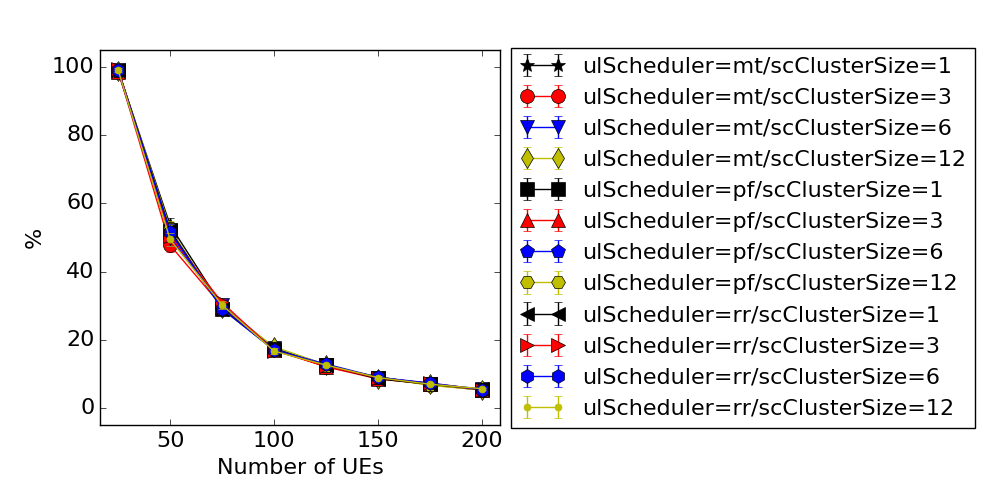 100
80
60
40
20
0
%
50
100
150
200
Number of UEs
ulScheduler=mt/scClusterSize=1
ulScheduler=mt/scClusterSize=3
ulScheduler=mt/scClusterSize=6
ulScheduler=mt/scClusterSize=12
ulScheduler=pf/scClusterSize=1
ulScheduler=pf/scClusterSize=3
ulScheduler=pf/scClusterSize=6
ulScheduler=pf/scClusterSize=12
ulScheduler=rr/scClusterSize=1
ulScheduler=rr/scClusterSize=3
ulScheduler=rr/scClusterSize=6
ulScheduler=rr/scClusterSize=12